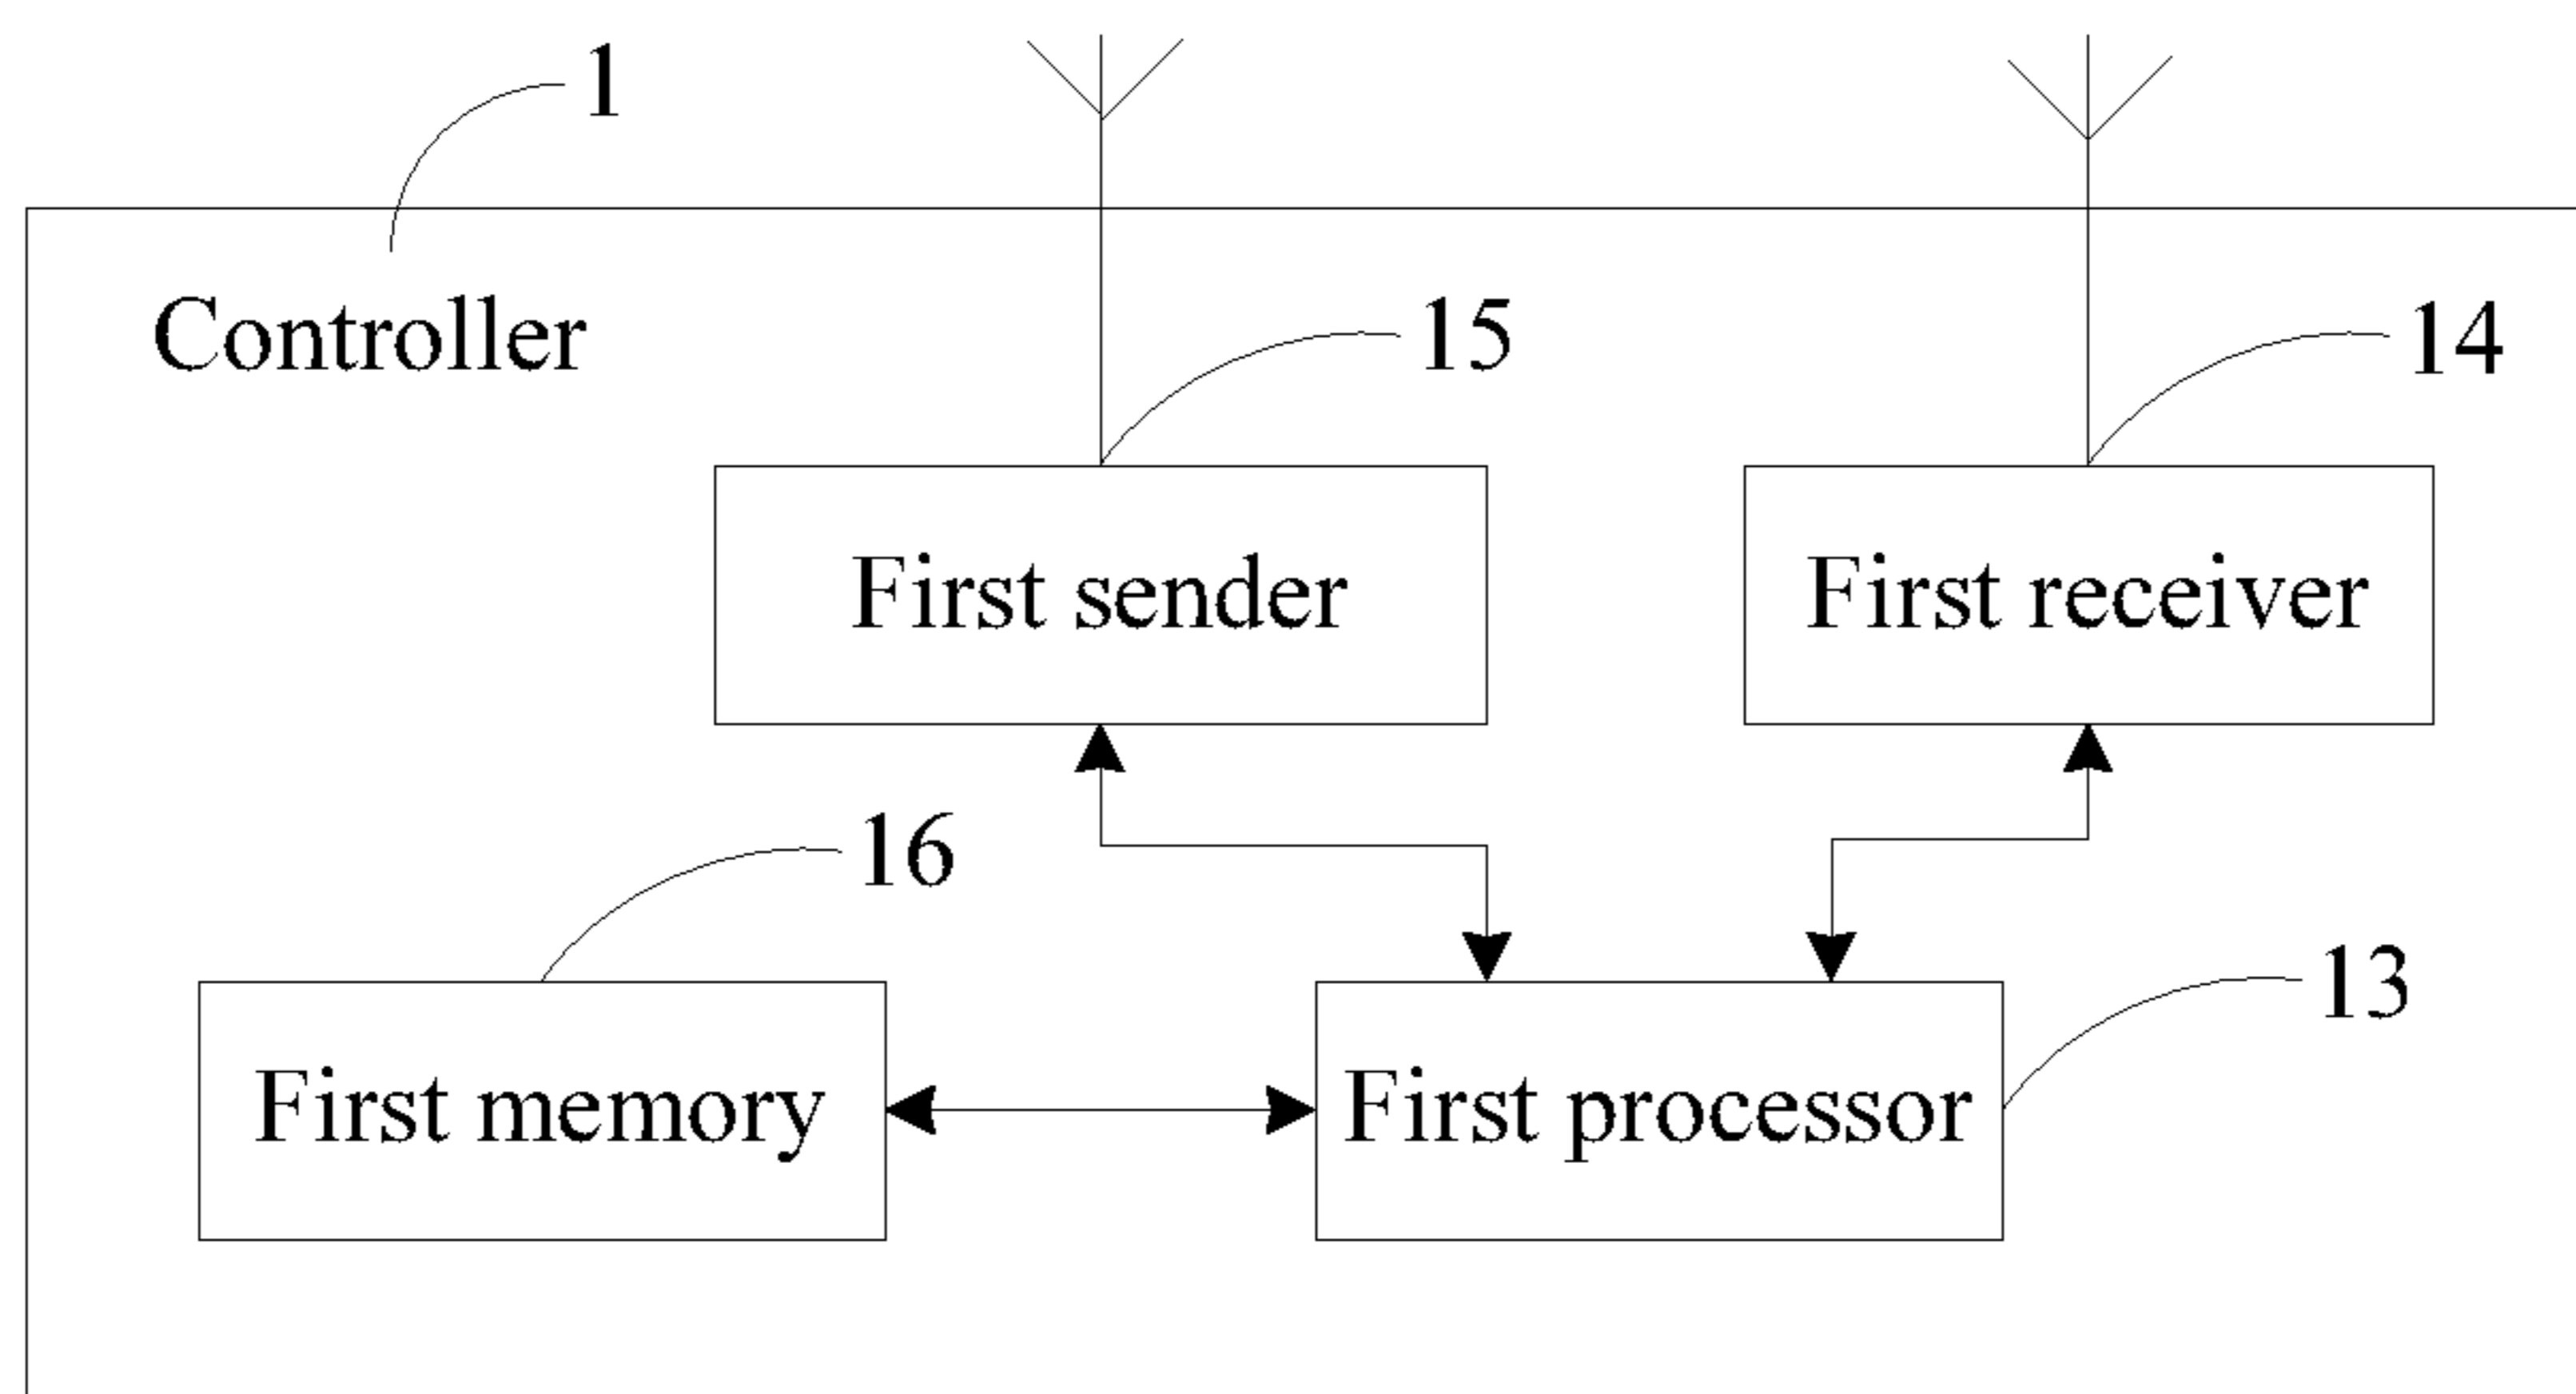 1
Controller
15
14
First sender
First receiver
16
13
First memory
First processor